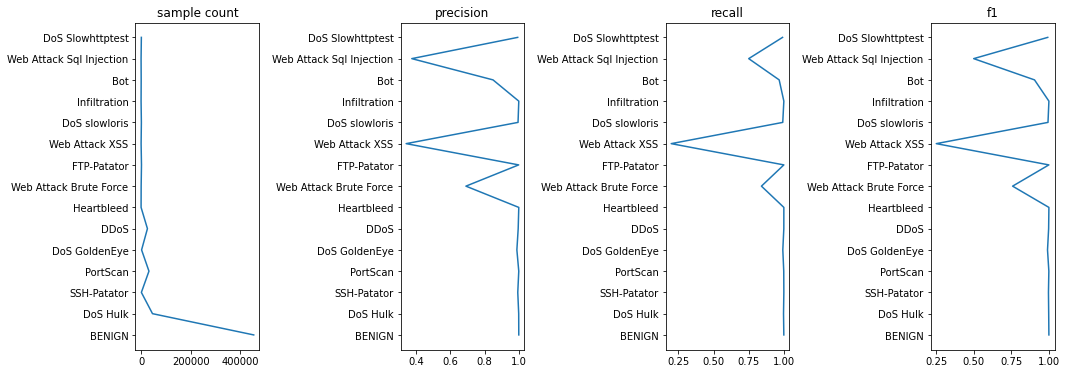 sample count
DoS Slowhttptest
Web Attack Sql Injection
Bot
Infiltration
DoS slowloris
Web Attack XSS
FTP-Patator
Web Attack Brute Force
Heartbleed
DDoS
DoS GoldenEye
PortScan
SSH-Patator
DoS Hulk
BENIGN
0 200000 400000
precision
DoS Slowhttptest
Web Attack Sql Injection
Bot
Infiltration
DoS slowloris
Web Attack XSS
FTP-Patator
Web Attack Brute Force
Heartbleed
DDoS
DoS GoldenEye
PortScan
SSH-Patator
DoS Hulk
BENIGN
0.4 0.6 0.8 1.0
recall
DoS Slowhttptest
Web Attack Sql Injection
Bot
Infiltration
DoS slowloris
Web Attack XSS
FTP-Patator
Web Attack Brute Force
Heartbleed
DDoS
DoS GoldenEye
PortScan
SSH-Patator
DoS Hulk
BENIGN
0.25 0.50 0.75 1.00
f1
DoS Slowhttptest
Web Attack Sql Injection
Bot
Infiltration
DoS slowloris
Web Attack XSS
FTP-Patator
Web Attack Brute Force
Heartbleed
DDoS
DoS GoldenEye
PortScan
SSH-Patator
DoS Hulk
BENIGN
0.25 0.50 0.75 1.00